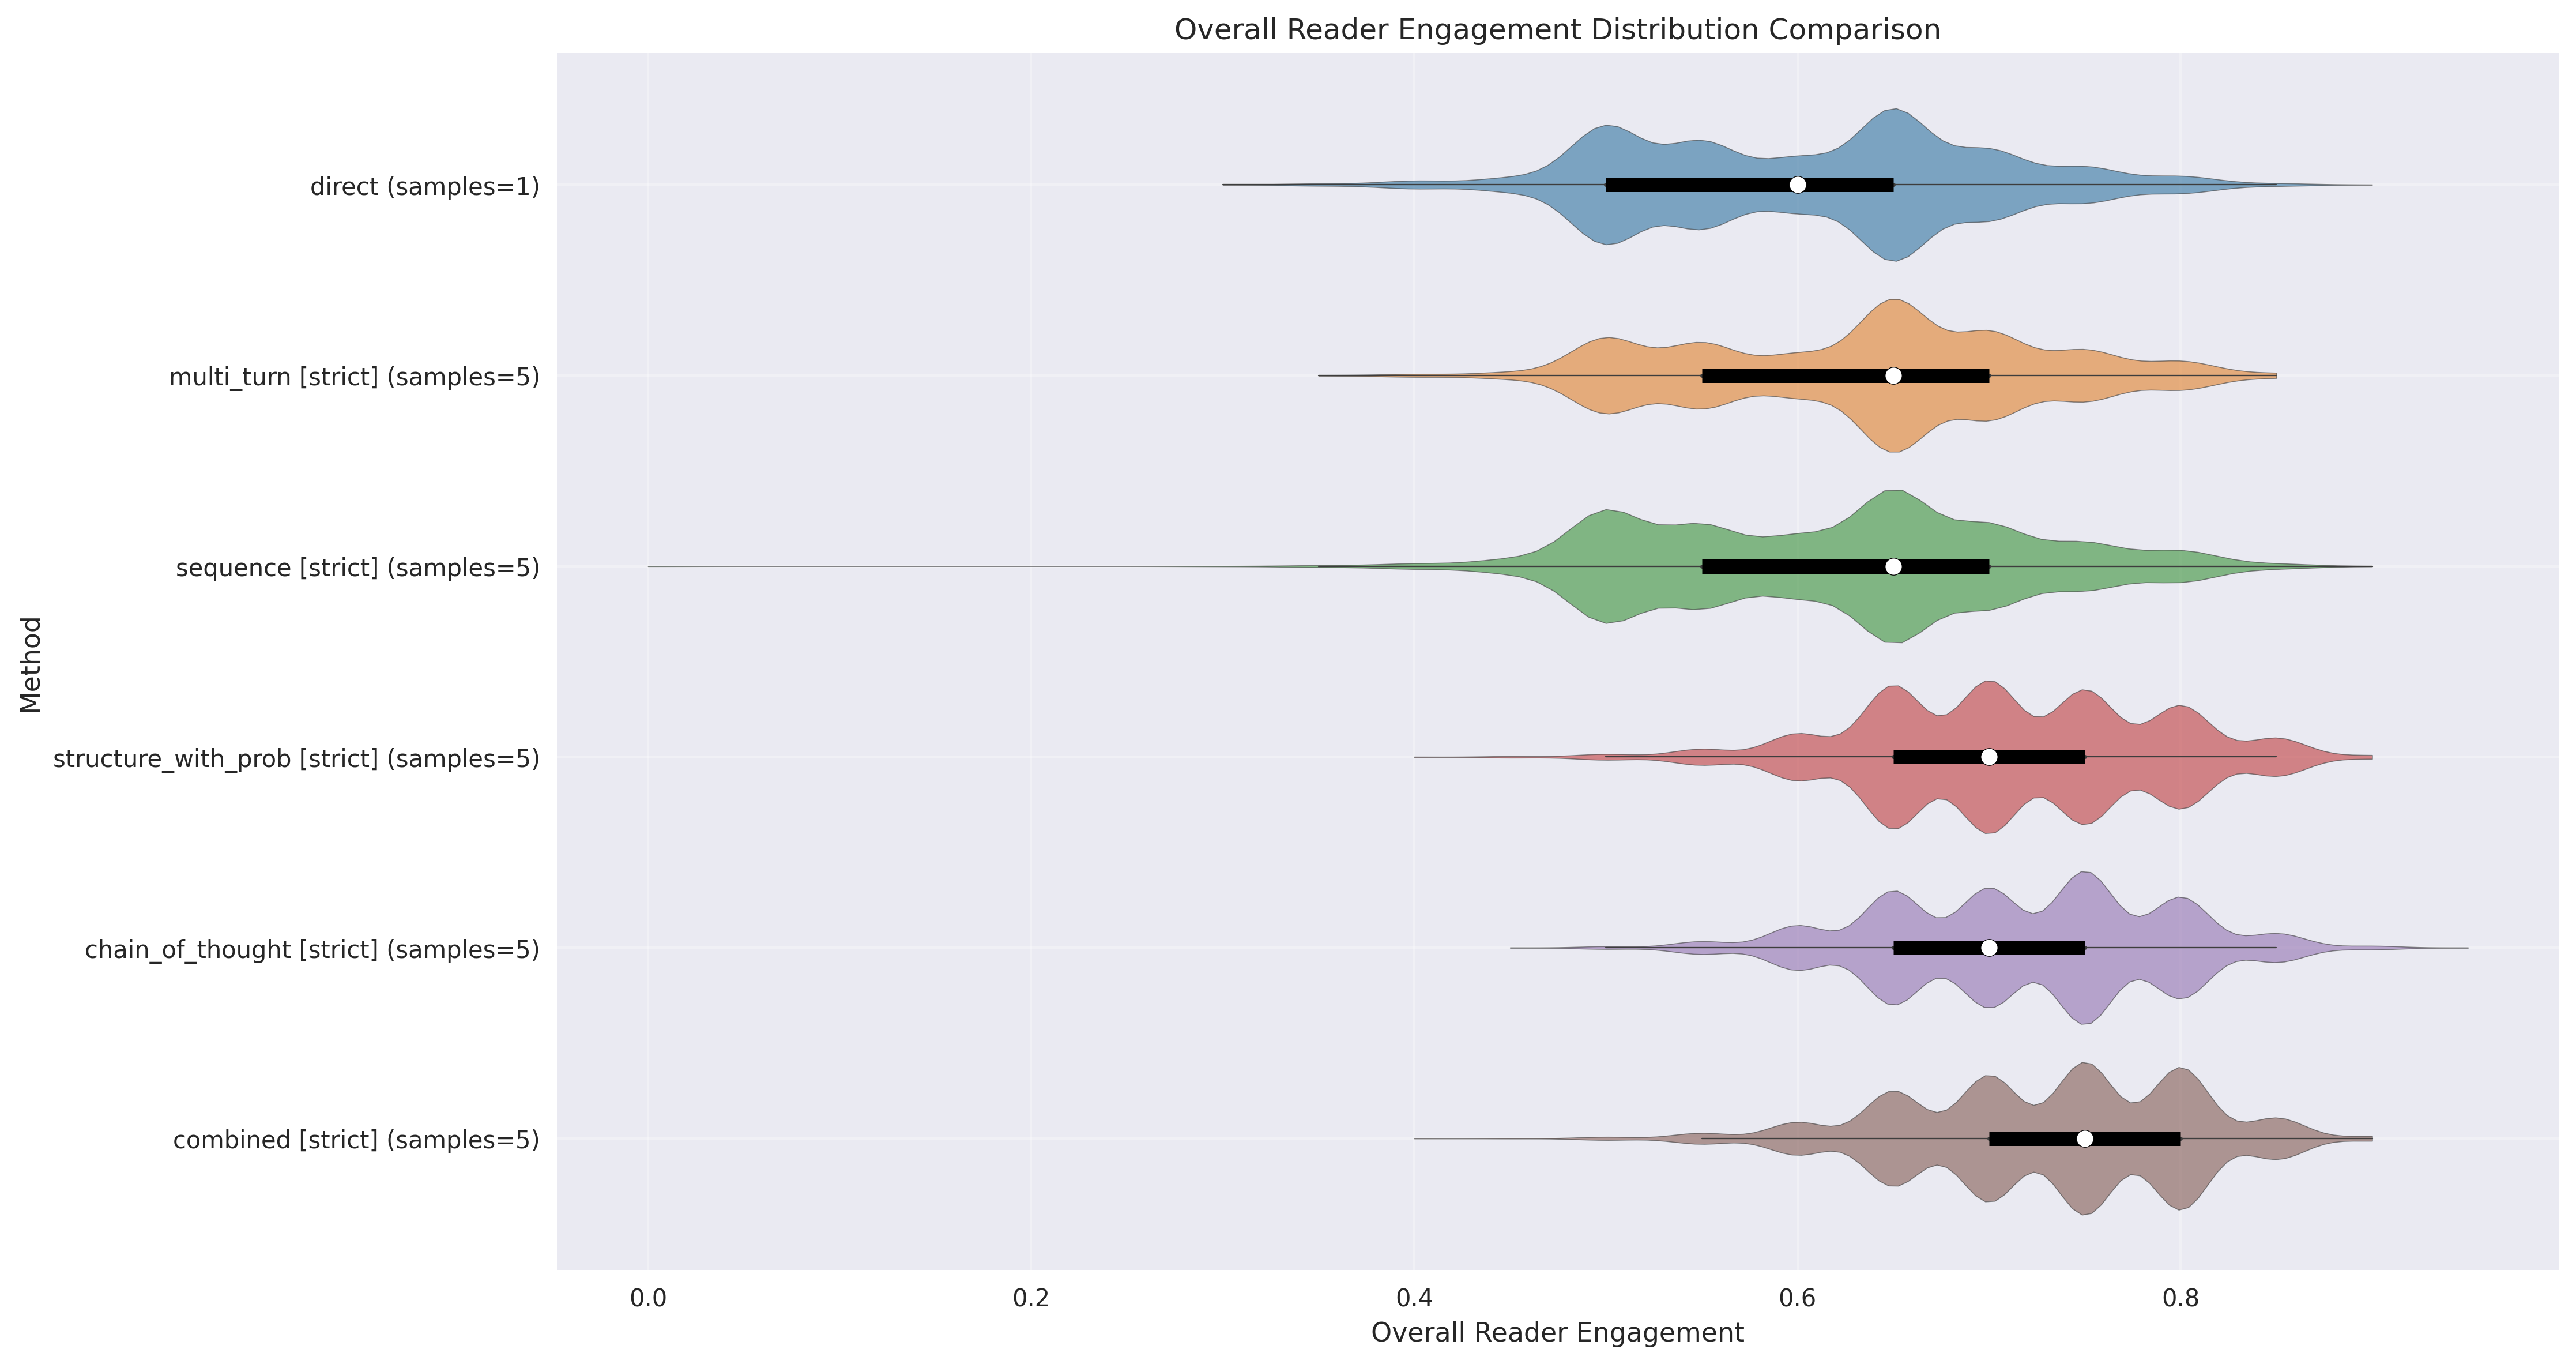 Overall Reader Engagement Distribution Comparison
direct (samples=1)
multi_turn [strict] (samples=5)
sequence [strict] (samples=5)
structure_with_prob [strict] (samples=5)
chain_of_thought [strict] (samples=5)
combined [strict] (samples=5)
Method
0.0 0.2 0.4 0.6 0.8
Overall Reader Engagement